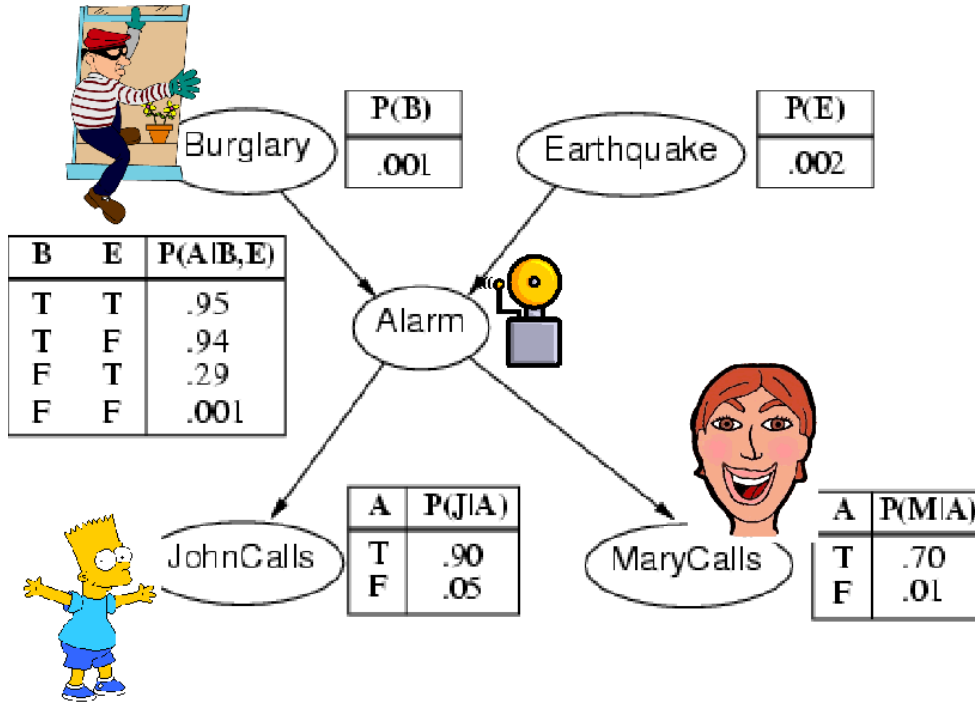 P(B)
.001
Burglary
P(E)
.002
Earthquake
B E P(A|B,E)
T T .95
T F .94
F T .29
F F .001
Alarm
A P(J|A)
T .90
F .05
JohnCalls
A P(M|A)
T .70
F .01
MaryCalls